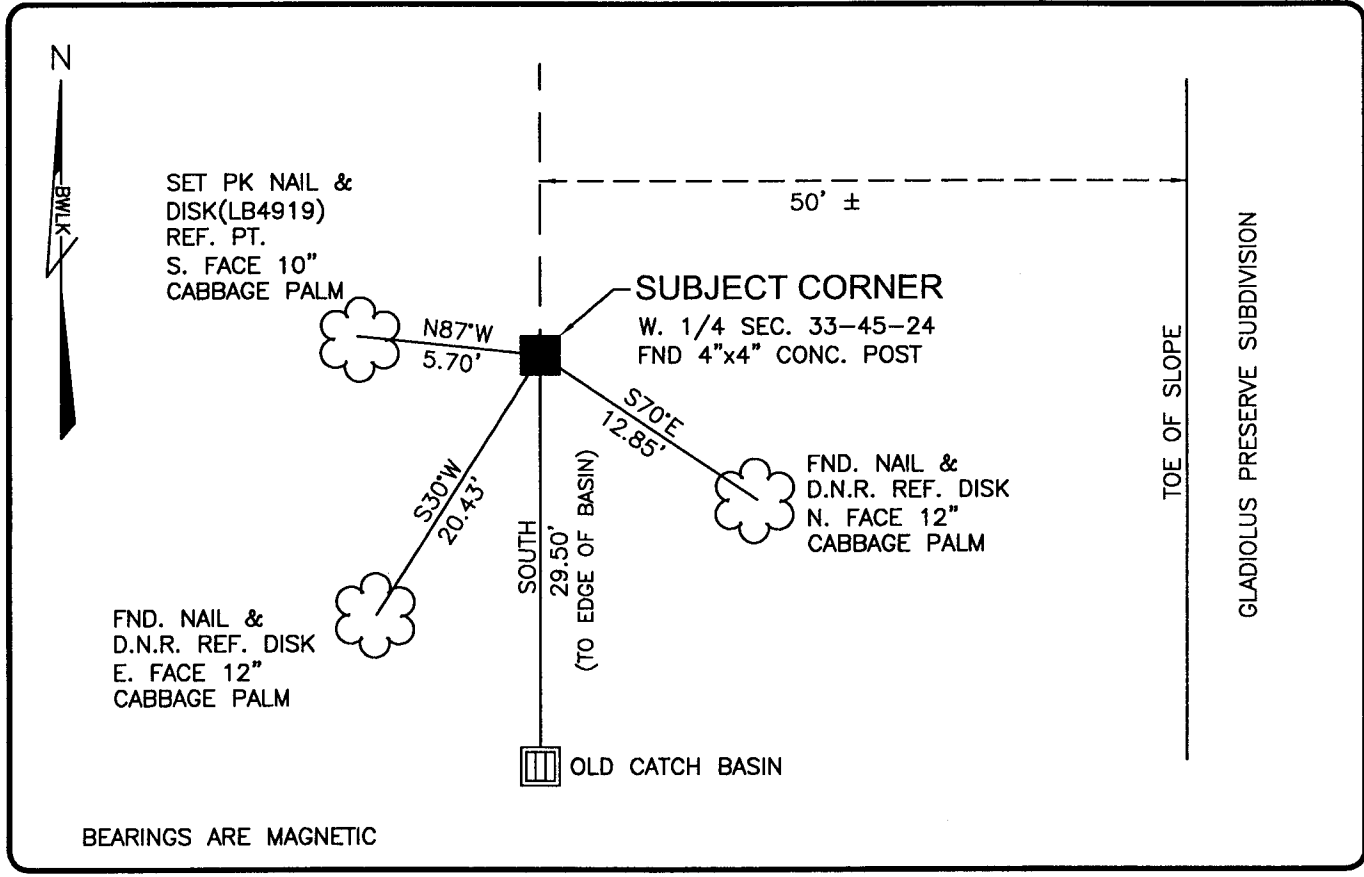 N
BWLK
SET PK NAIL &
DISK(LB4919)
REF. PT.
S. FACE 10"
CABBAGE PALM
50' ±
SUBJECT CORNER
W. 1/4 SEC. 33-45-24
FND 4"x4" CONC. POST
N87°W
5.70'
S70°E
12.85'
S30°W
20.43'
SOUTH
29.50'
(TO EDGE OF BASIN)
FND. NAIL &
D.N.R. REF. DISK
N. FACE 12"
CABBAGE PALM
TOE OF SLOPE
GLADIOLUS PRESERVE SUBDIVISION
FND. NAIL &
D.N.R. REF. DISK
E. FACE 12"
CABBAGE PALM
OLD CATCH BASIN
BEARINGS ARE MAGNETIC